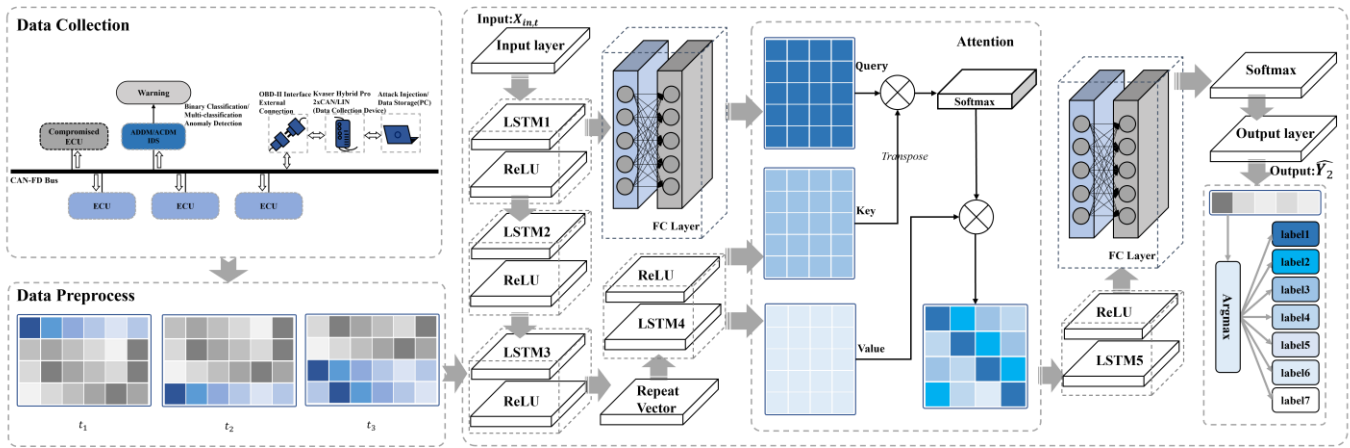 Data Collection
Warning
Binary Classification/
Multi-classification
Anomaly Detection
Compromised
ECU
ADDM/ACDM
IDS
OBD-II Interface
External
Connection
Kvaser Hybrid Pro
2xCAN/LIN
(Data Collection Device)
Attack Injection/
Data Storage(PC)
CAN-FD Bus
ECU
ECU
ECU
Data Preprocess
t₁
t₂
t₃
Input:X_{in,t}
Input layer
LSTM1
ReLU
LSTM2
ReLU
LSTM3
ReLU
FC Layer
ReLU
LSTM4
Repeat
Vector
Attention
Query
Softmax
Transpose
Key
Value
FC Layer
ReLU
LSTM5
Softmax
Output layer
Output:Ŷ₂
Argmax
label1
label2
label3
label4
label5
label6
label7